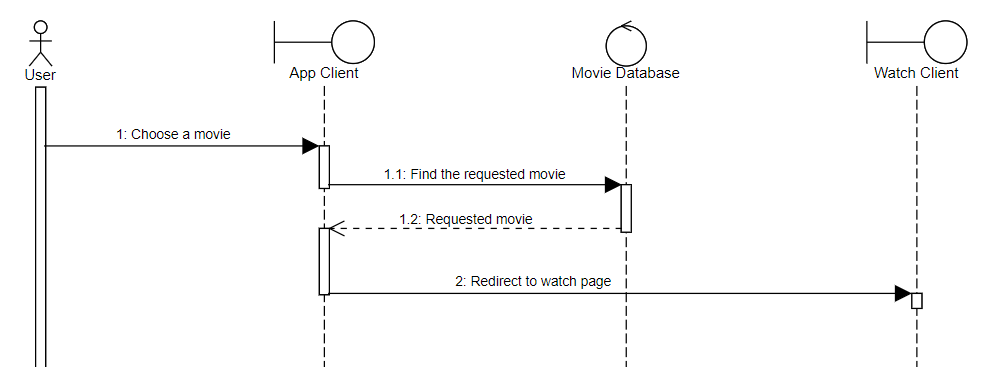 User
App Client
Movie Database
Watch Client
1: Choose a movie
1.1: Find the requested movie
1.2: Requested movie
2: Redirect to watch page